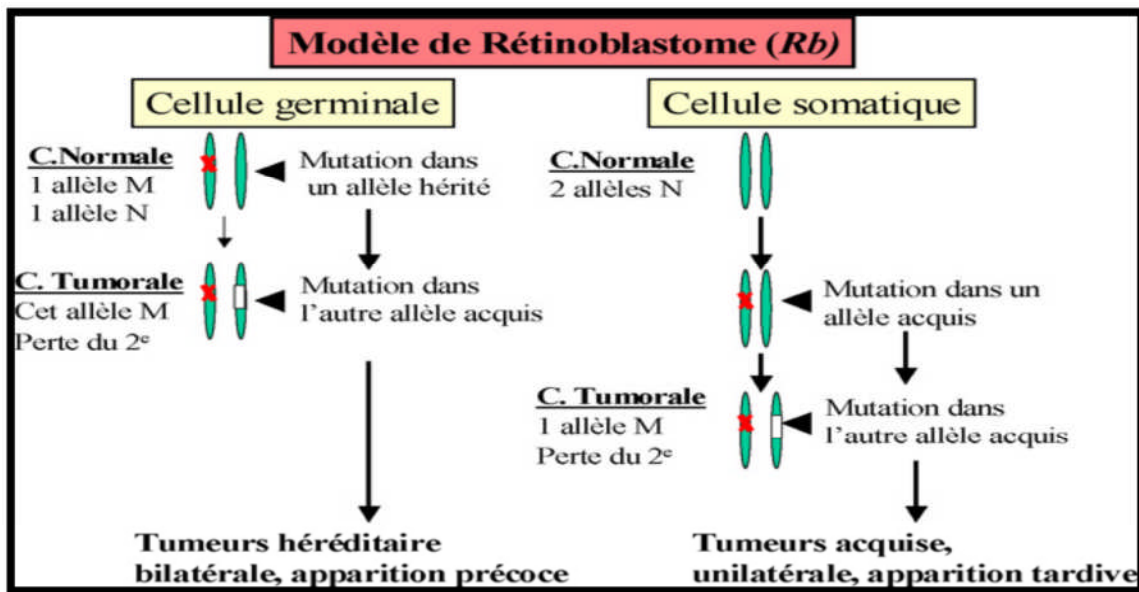 Modèle de Rétinoblastome (Rb)
Cellule germinale
C.Normale
1 allèle M
1 allèle N
Mutation dans
un allèle hérité
C. Tumorale
Cet allèle M
Perte du 2e
Mutation dans
l'autre allèle acquis
Tumeurs héréditaire
bilatérale, apparition précoce
Cellule somatique
C.Normale
2 allèles N
Mutation dans un
allèle acquis
C. Tumorale
1 allèle M
Perte du 2e
Mutation dans
l'autre allèle acquis
Tumeurs acquise,
unilatérale, apparition tardive